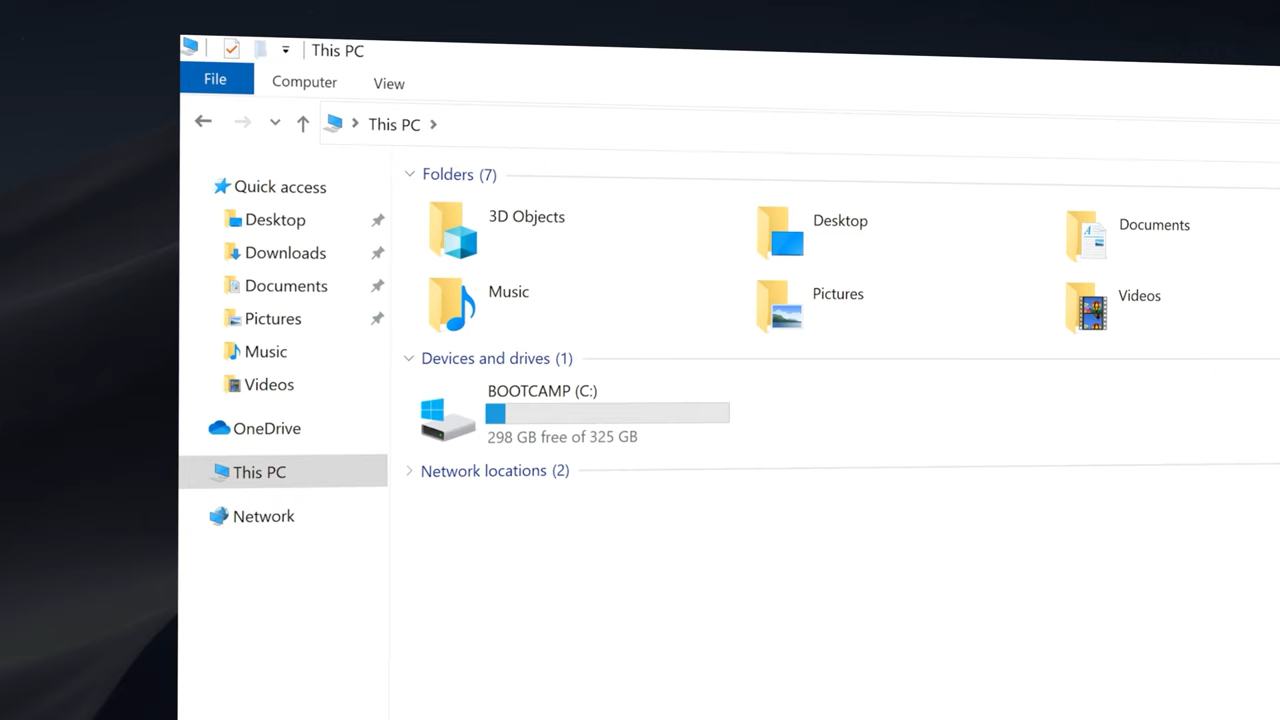 This PC
File Computer View
This PC
Quick access
Desktop
Downloads
Documents
Pictures
Music
Videos
OneDrive
This PC
Network
Folders (7)
3D Objects
Desktop
Documents
Music
Pictures
Videos
Devices and drives (1)
BOOTCAMP (C:)
298 GB free of 325 GB
Network locations (2)